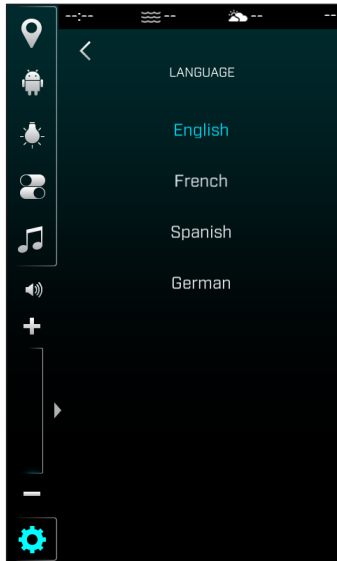 --:-- -- -- --
LANGUAGE
English
French
Spanish
German